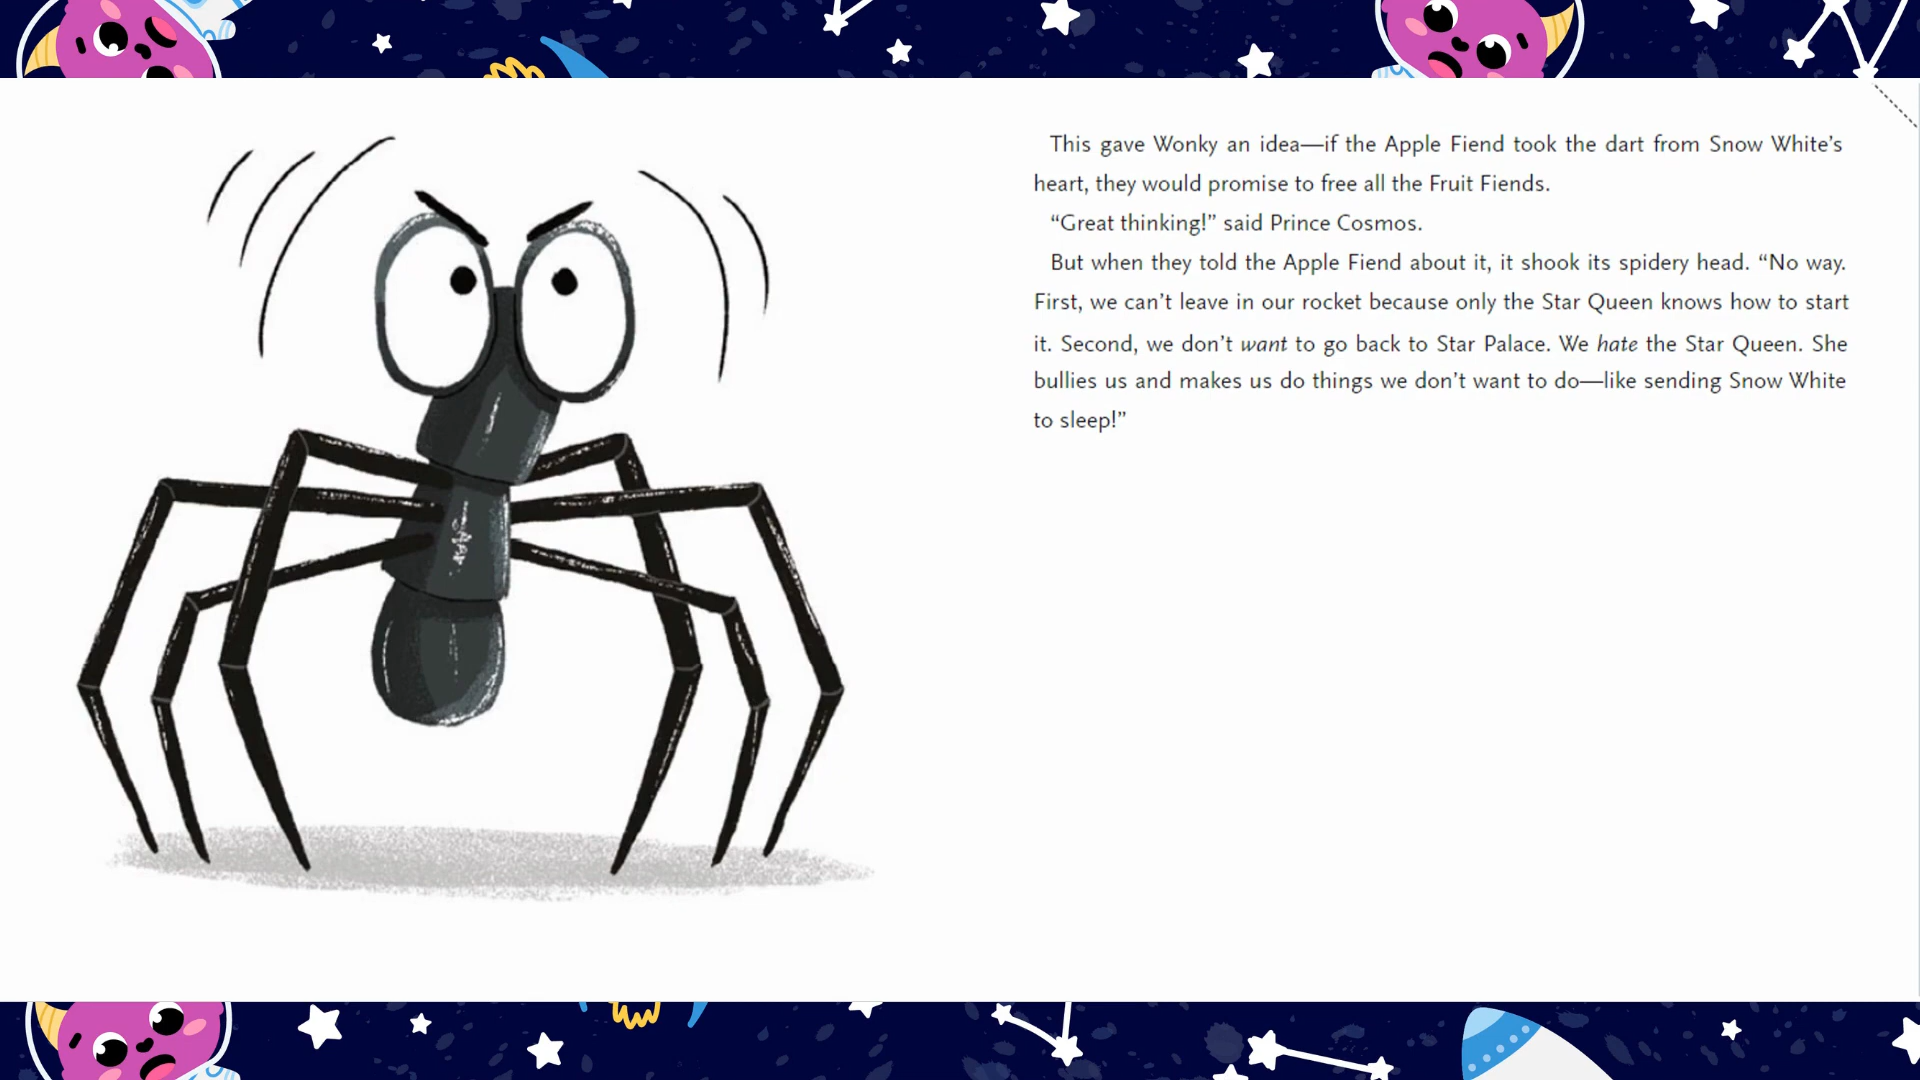 This gave Wonky an idea—if the Apple Fiend took the dart from Snow White’s
heart, they would promise to free all the Fruit Fiends.
“Great thinking!” said Prince Cosmos.
But when they told the Apple Fiend about it, it shook its spidery head. “No way.
First, we can’t leave in our rocket because only the Star Queen knows how to start
it. Second, we don’t want to go back to Star Palace. We hate the Star Queen. She
bullies us and makes us do things we don’t want to do—like sending Snow White
to sleep!”